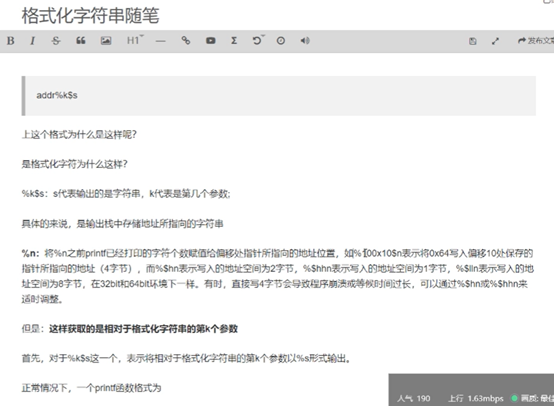 格式化字符串随笔
B I S 66 H1 — Σ 发布文章
addr%k$s
上这个格式为什么是这样呢？
是格式化字符为什么这样？
%k$s：s代表输出的是字符串，k代表是第几个参数;
具体的来说，是输出栈中存储地址所指向的字符串
%n：将%n之前printf已经打印的字符个数赋值给偏移处指针所指向的地址位置，如%100x10$n表示将0x64写入偏移10处保存的
指针所指向的地址（4字节），而%$hn表示写入的地址空间为2字节，%$hhn表示写入的地址空间为1字节，%$lln表示写入的地
址空间为8字节，在32bit和64bit环境下一样。有时，直接写4字节会导致程序崩溃或等候时间过长，可以通过%$hn或%$hhn来
适时调整。
但是：这样获取的是相对于格式化字符串的第k个参数
首先，对于%k$s这一个，表示将相对于格式化字符串的第k个参数以%s形式输出。
正常情况下，一个printf函数格式为
人气 190 上行 1.63mbps 画质: